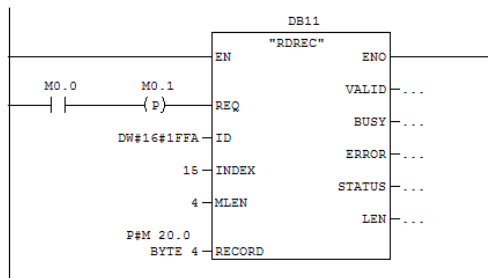 DB11
"RDREC"
EN ENO
M0.0 M0.1 VALID ...
P REQ
BUSY ...
DW#16#1FFA ID
ERROR ...
15 INDEX
STATUS ...
4 MLEN
LEN ...
P#M 20.0
BYTE 4 RECORD